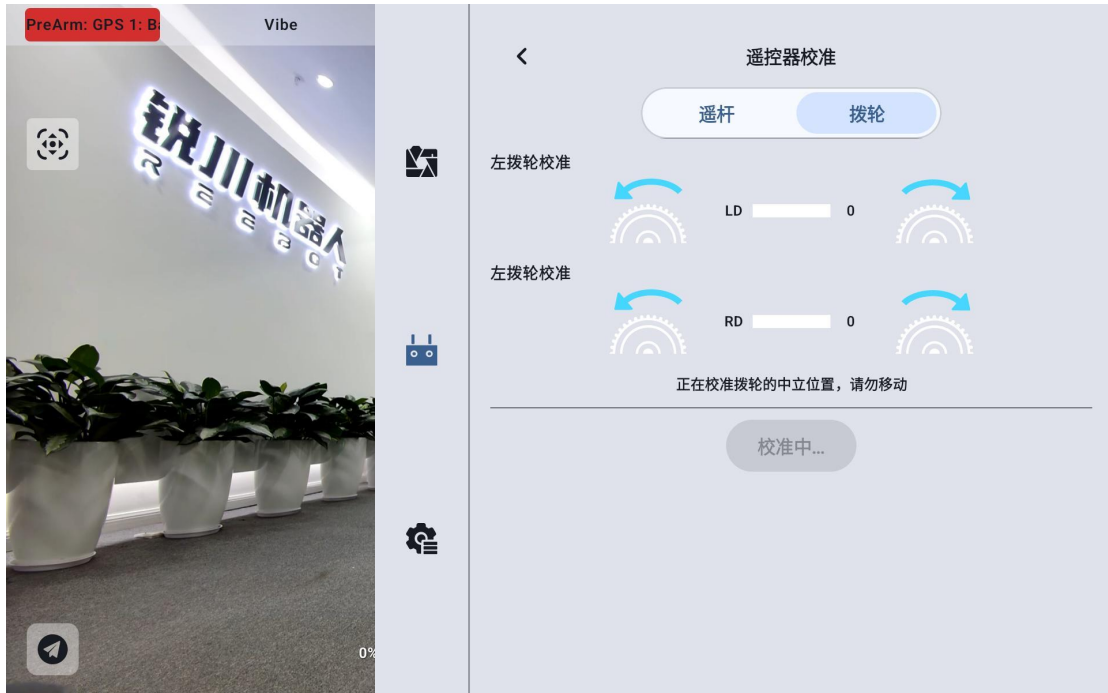 PreArm: GPS 1: Ba
Vibe
锐川机器人
REEBOT
0%
遥控器校准
遥杆
拨轮
左拨轮校准
LD
0
左拨轮校准
RD
0
正在校准拨轮的中立位置，请勿移动
校准中...